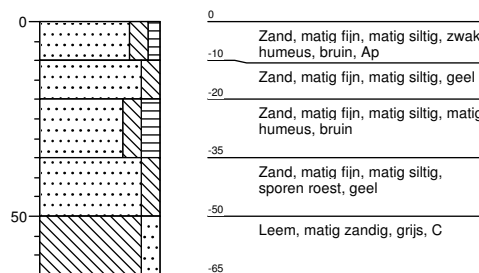 0
0
Zand, matig fijn, matig siltig, zwak
humeus, bruin, Ap
-10
Zand, matig fijn, matig siltig, geel
-20
Zand, matig fijn, matig siltig, matig
humeus, bruin
-35
Zand, matig fijn, matig siltig,
sporen roest, geel
50
-50
Leem, matig zandig, grijs, C
-65